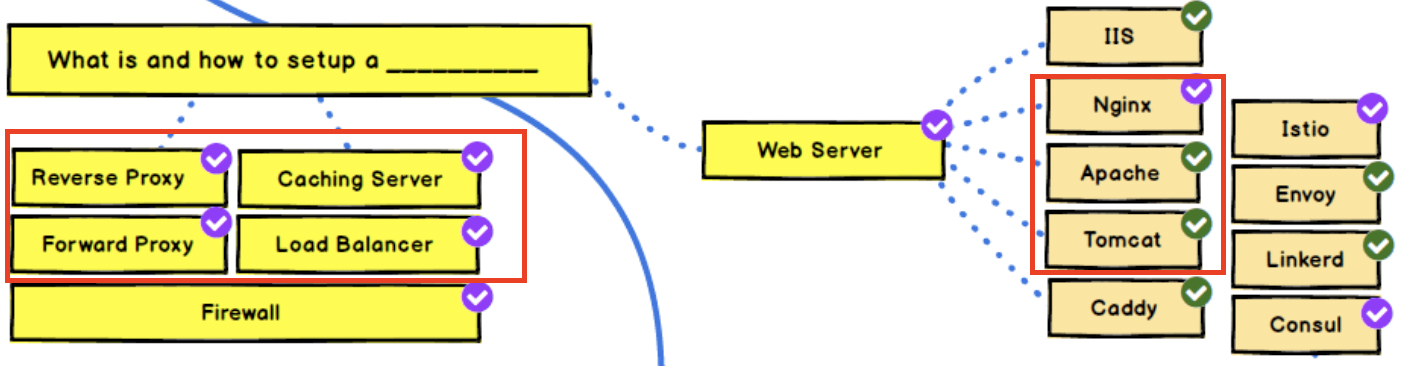 What is and how to setup a __________
Reverse Proxy
Caching Server
Forward Proxy
Load Balancer
Firewall
Web Server
IIS
Nginx
Apache
Tomcat
Caddy
Istio
Envoy
Linkerd
Consul